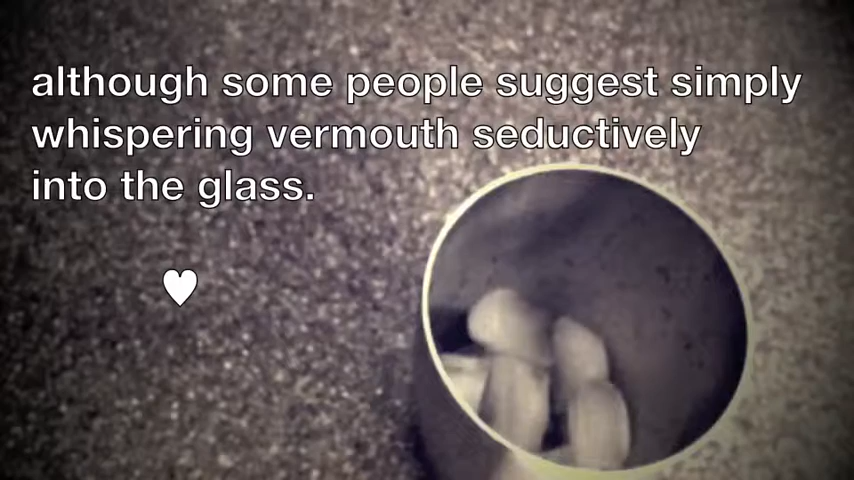 although some people suggest simply
whispering vermouth seductively
into the glass.
♥